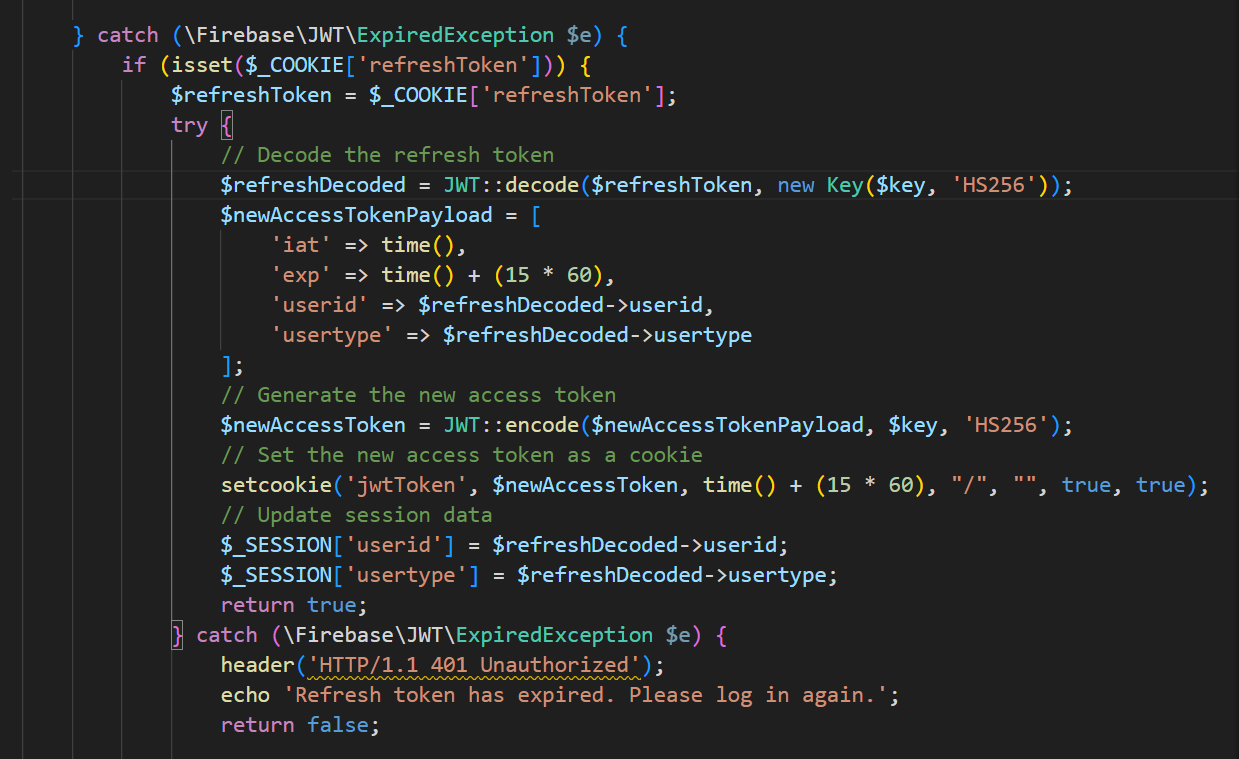 } catch (\Firebase\JWT\ExpiredException $e) {
if (isset($_COOKIE['refreshToken'])) {
$refreshToken = $_COOKIE['refreshToken'];
try {
// Decode the refresh token
$refreshDecoded = JWT::decode($refreshToken, new Key($key, 'HS256'));
$newAccessTokenPayload = [
'iat' => time(),
'exp' => time() + (15 * 60),
'userid' => $refreshDecoded->userid,
'usertype' => $refreshDecoded->usertype
];
// Generate the new access token
$newAccessToken = JWT::encode($newAccessTokenPayload, $key, 'HS256');
// Set the new access token as a cookie
setcookie('jwtToken', $newAccessToken, time() + (15 * 60), "/", "", true, true);
// Update session data
$_SESSION['userid'] = $refreshDecoded->userid;
$_SESSION['usertype'] = $refreshDecoded->usertype;
return true;
} catch (\Firebase\JWT\ExpiredException $e) {
header('HTTP/1.1 401 Unauthorized');
echo 'Refresh token has expired. Please log in again.';
return false;